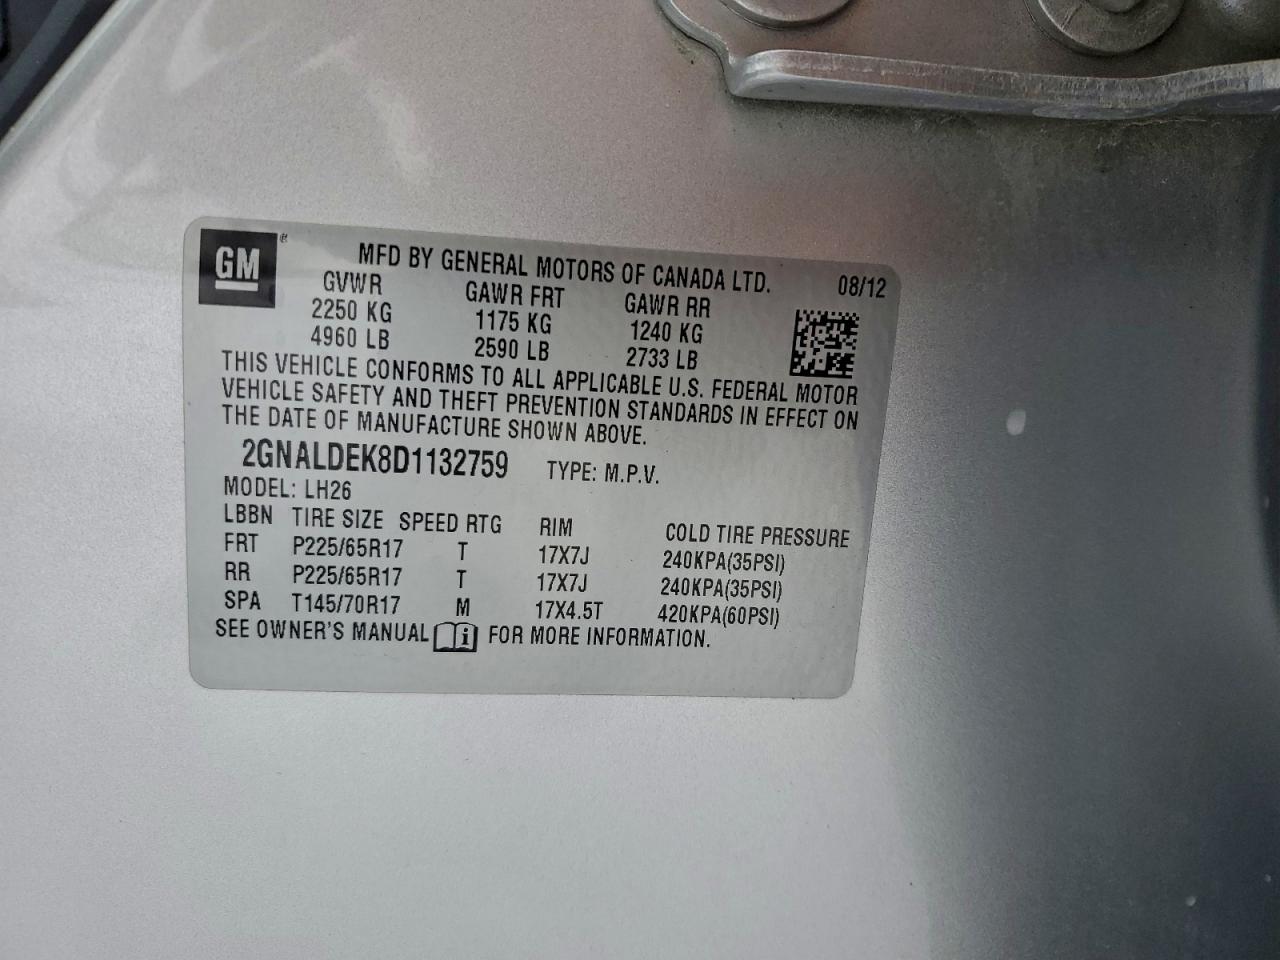 GM ®
MFD BY GENERAL MOTORS OF CANADA LTD. 08/12
GVWR GAWR FRT GAWR RR
2250 KG 1175 KG 1240 KG
4960 LB 2590 LB 2733 LB
THIS VEHICLE CONFORMS TO ALL APPLICABLE U.S. FEDERAL MOTOR
VEHICLE SAFETY AND THEFT PREVENTION STANDARDS IN EFFECT ON
THE DATE OF MANUFACTURE SHOWN ABOVE.
2GNALDEK8D1132759 TYPE: M.P.V.
MODEL: LH26
LBBN TIRE SIZE SPEED RTG RIM COLD TIRE PRESSURE
FRT P225/65R17 T 17X7J 240KPA(35PSI)
RR P225/65R17 T 17X7J 240KPA(35PSI)
SPA T145/70R17 M 17X4.5T 420KPA(60PSI)
SEE OWNER'S MANUAL i FOR MORE INFORMATION.